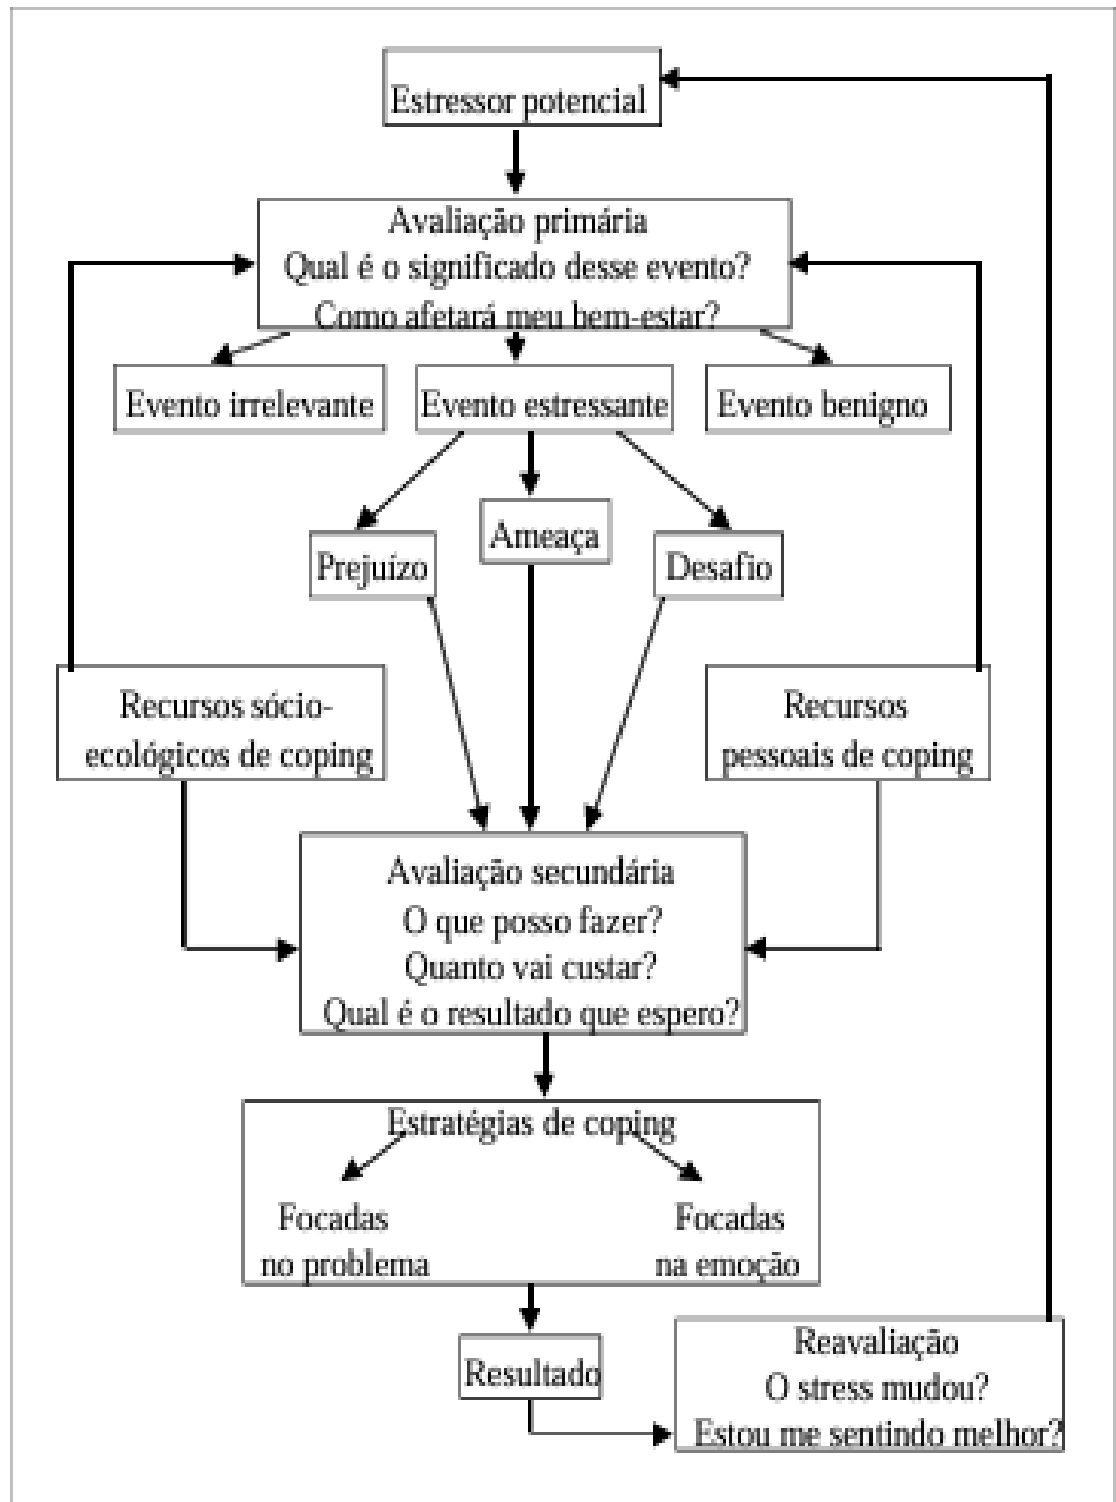 Estressor potencial
Avaliação primária
Qual é o significado desse evento?
Como afetará meu bem-estar?
Evento irrelevante
Evento estressante
Evento benigno
Ameaça
Prejuízo
Desafio
Recursos sócio-
ecológicos de coping
Recursos
pessoais de coping
Avaliação secundária
O que posso fazer?
Quanto vai custar?
Qual é o resultado que espero?
Estratégias de coping
Focadas
no problema
Focadas
na emoção
Resultado
Reavaliação
O stress mudou?
Estou me sentindo melhor?